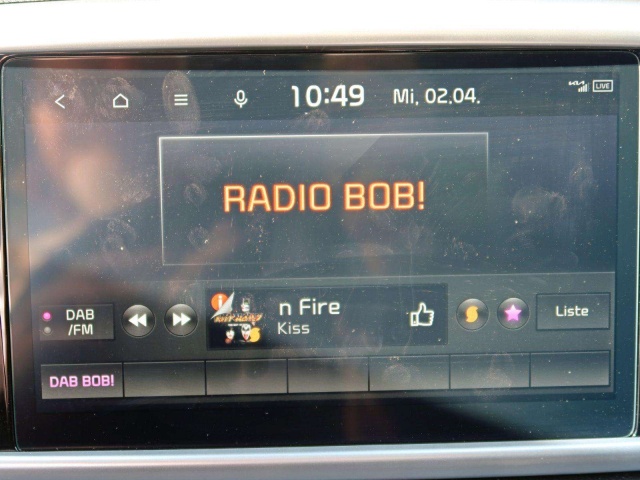 10:49 Mi, 02.04. LIVE
RADIO BOB!
DAB
/FM
n Fire
Kiss
Liste
DAB BOB!